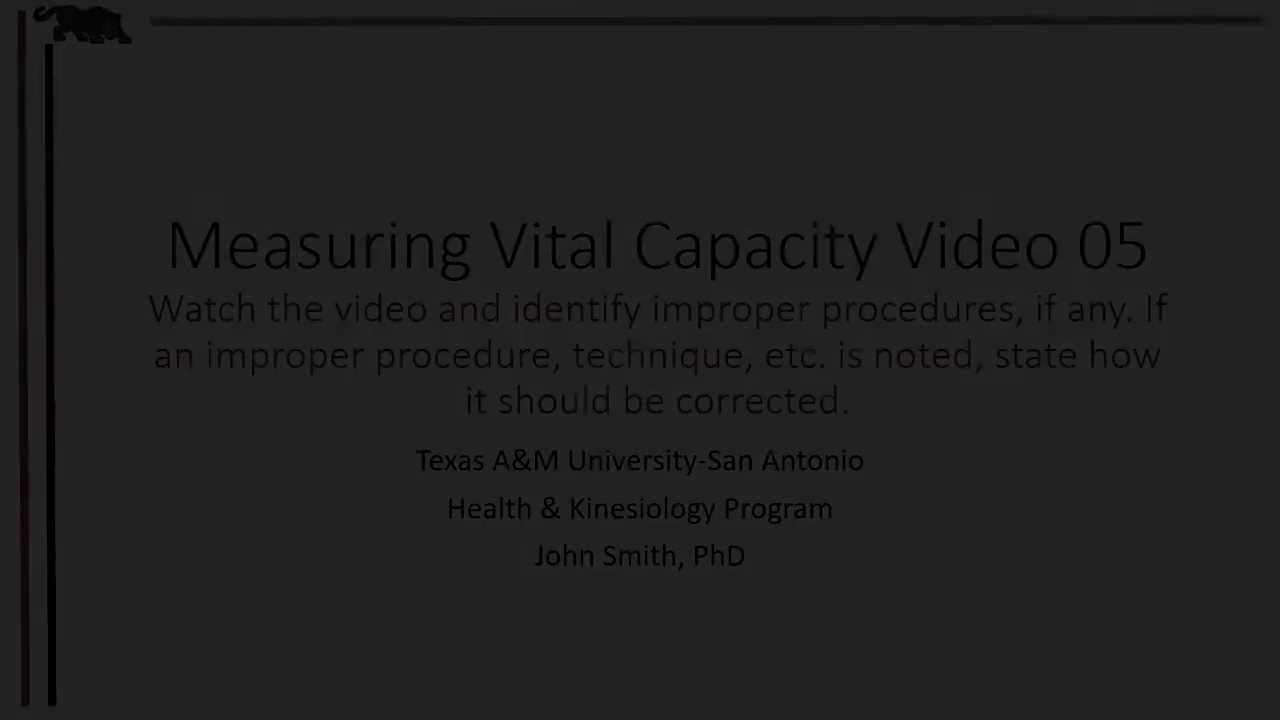 Measuring Vital Capacity Video 05
Watch the video and identify improper procedures, if any. If
an improper procedure, technique, etc. is noted, state how
it should be corrected.
Texas A&M University-San Antonio
Health & Kinesiology Program
John Smith, PhD